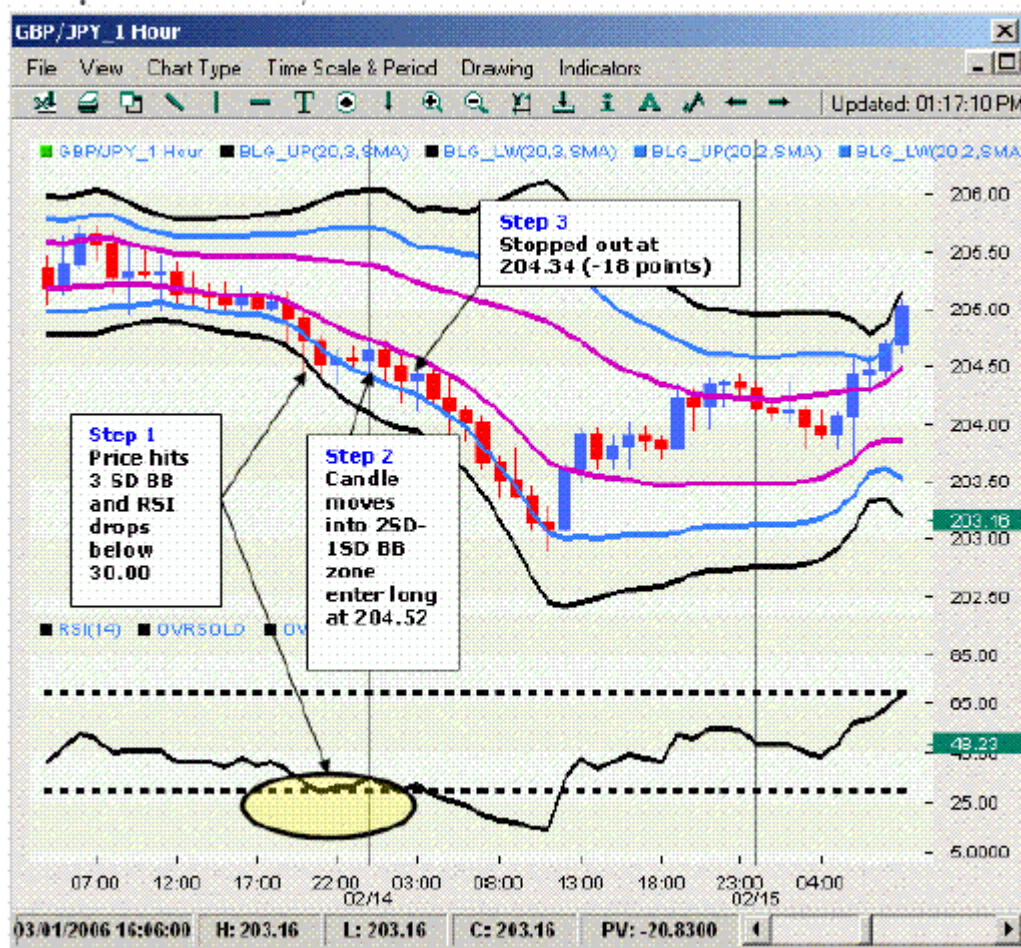 GBP/JPY_1 Hour
File View Chart Type Time Scale & Period Drawing Indicators
Updated: 01:17:10 PM
GBP/JPY_1 Hour BLG_UP(20,3,SMA) BLG_LW(20,3,SMA) BLG_UP(20,2,SMA) BLG_LW(20,2,SMA
206.00
Step 3
Stopped out at
204.34 (-18 points)
205.50
205.00
204.50
Step 1
Price hits
3 SD BB
and RSI
drops
below
30.00
Step 2
Candle
moves
into 2SD-
1SD BB
zone
enter long
at 204.52
204.00
203.50
203.16
203.00
202.50
RSI(14) OVRSOLD OV
85.00
65.00
48.23
25.00
5.0000
07:00 12:00 17:00 22:00 03:00 08:00 13:00 18:00 23:00 04:00
02/14 02/15
03/01/2006 16:06:00 H: 203.16 L: 203.16 C: 203.16 PV: -20.8300